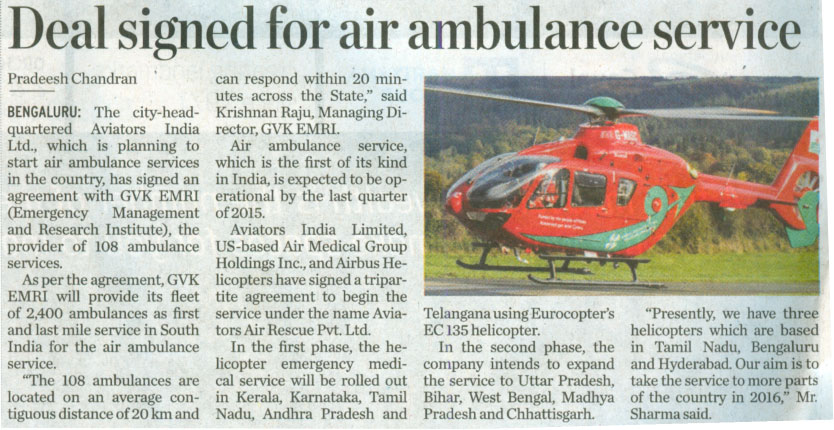 Deal signed for air ambulance service
Pradeesh Chandran
BENGALURU: The city-head-
quartered Aviators India
Ltd., which is planning to
start air ambulance services
in the country, has signed an
agreement with GVK EMRI
(Emergency Management
and Research Institute), the
provider of 108 ambulance
services.
As per the agreement, GVK
EMRI will provide its fleet
of 2,400 ambulances as first
and last mile service in South
India for the air ambulance
service.
"The 108 ambulances are
located on an average con-
tiguous distance of 20 km and
can respond within 20 min-
utes across the State," said
Krishnan Raju, Managing Di-
rector, GVK EMRI.
Air ambulance service,
which is the first of its kind
in India, is expected to be op-
erational by the last quarter
of 2015.
Aviators India Limited,
US-based Air Medical Group
Holdings Inc., and Airbus He-
licopters have signed a tripar-
tite agreement to begin the
service under the name Avia-
tors Air Rescue Pvt. Ltd.
In the first phase, the he-
licopter emergency medi-
cal service will be rolled out
in Kerala, Karnataka, Tamil
Nadu, Andhra Pradesh and
Telangana using Eurocopter's
EC 135 helicopter.
In the second phase, the
company intends to expand
the service to Uttar Pradesh,
Bihar, West Bengal, Madhya
Pradesh and Chhattisgarh.
"Presently, we have three
helicopters which are based
in Tamil Nadu, Bengaluru
and Hyderabad. Our aim is to
take the service to more parts
of the country in 2016," Mr.
Sharma said.